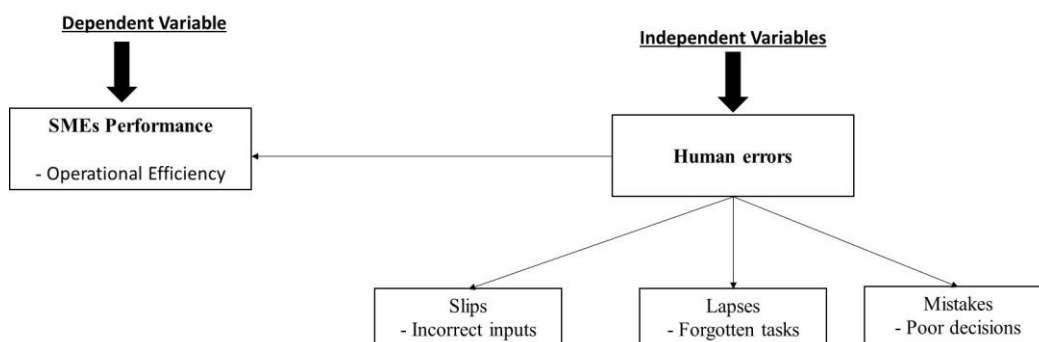 Dependent Variable
Independent Variables
SMEs Performance
- Operational Efficiency
Human errors
Slips
- Incorrect inputs
Lapses
- Forgotten tasks
Mistakes
- Poor decisions